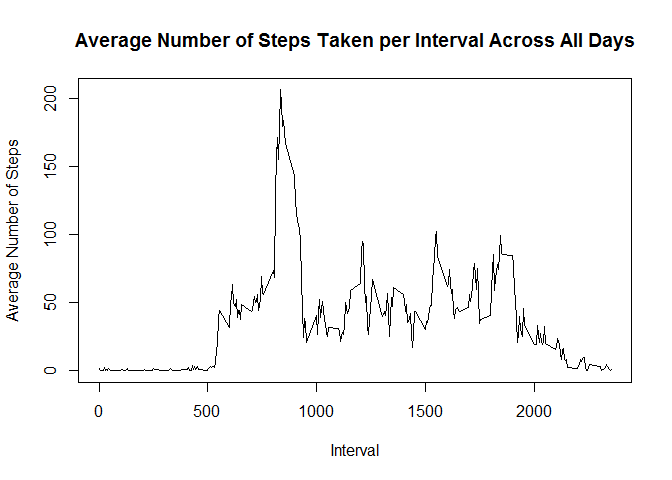 Average Number of Steps Taken per Interval Across All Days
Average Number of Steps
200
150
100
50
0
0 500 1000 1500 2000
Interval